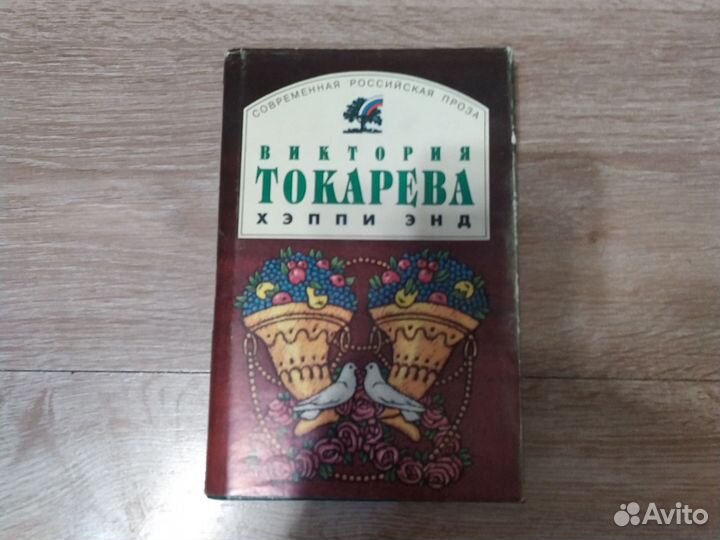 СОВРЕМЕННАЯ РОССИЙСКАЯ ПРОЗА
ВИКТОРИЯ
ТОКАРЕВА
ХЭППИ ЭНД
Avito